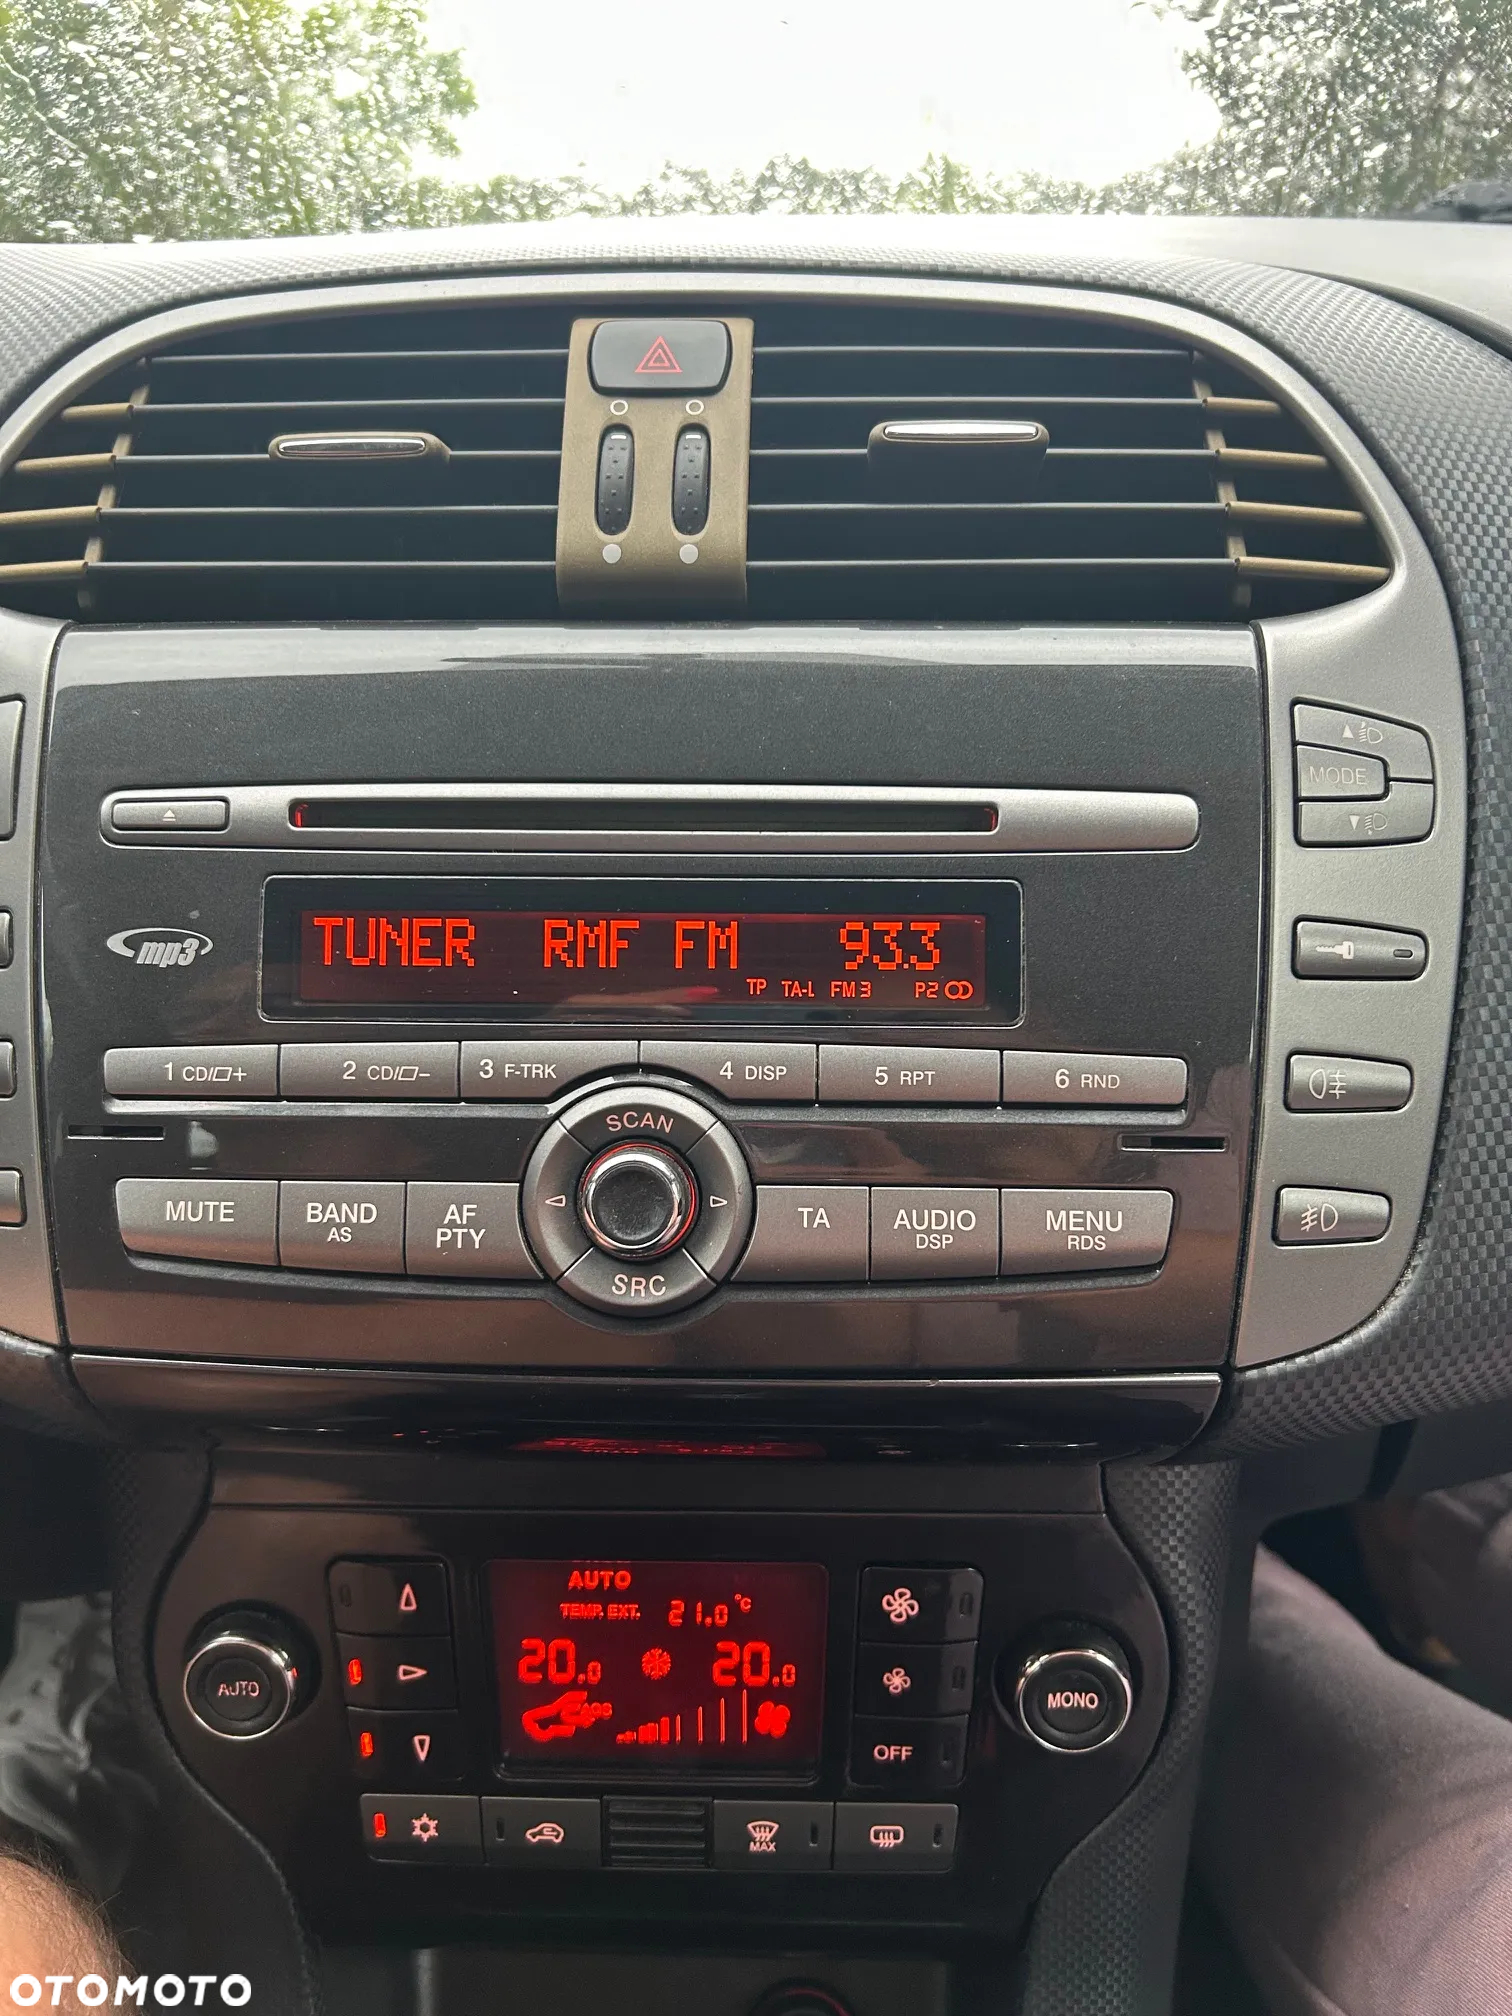 MODE
TUNER RMF FM 93.3
TP TA-L FM3 P2
mp3
1 CD/+ 2 CD/- 3 F-TRK 4 DISP 5 RPT 6 RND
SCAN
MUTE BAND AS AF PTY TA AUDIO DSP MENU RDS
SRC
AUTO
TEMP. EXT. 21.0 °C
20.0 20.0
AQS
AUTO
MONO
OFF
MAX
OTOMOTO